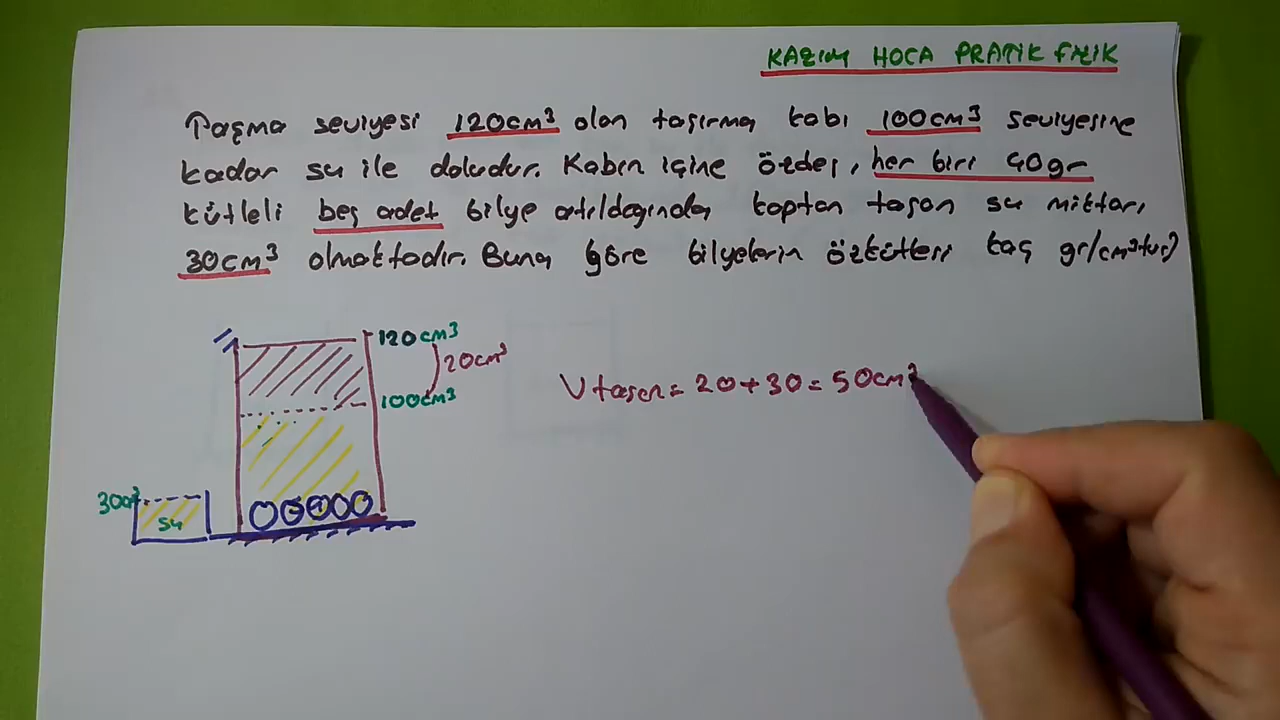 KAZIM HOCA PRATİK FİZİK
Taşma seviyesi 120cm³ olan taşırma kabı 100cm³ seviyesine
kadar su ile doludur. Kabın içine özdeş, her biri 40gr
kütleli beş adet bilye atıldığında kaptan taşan su miktarı
30cm³ olmaktadır. Buna göre bilyelerin özkütlesi kaç gr/cm³tür?
120cm³
20cm³
100cm³
V taşan = 20+30 = 50cm³
30cm³
su